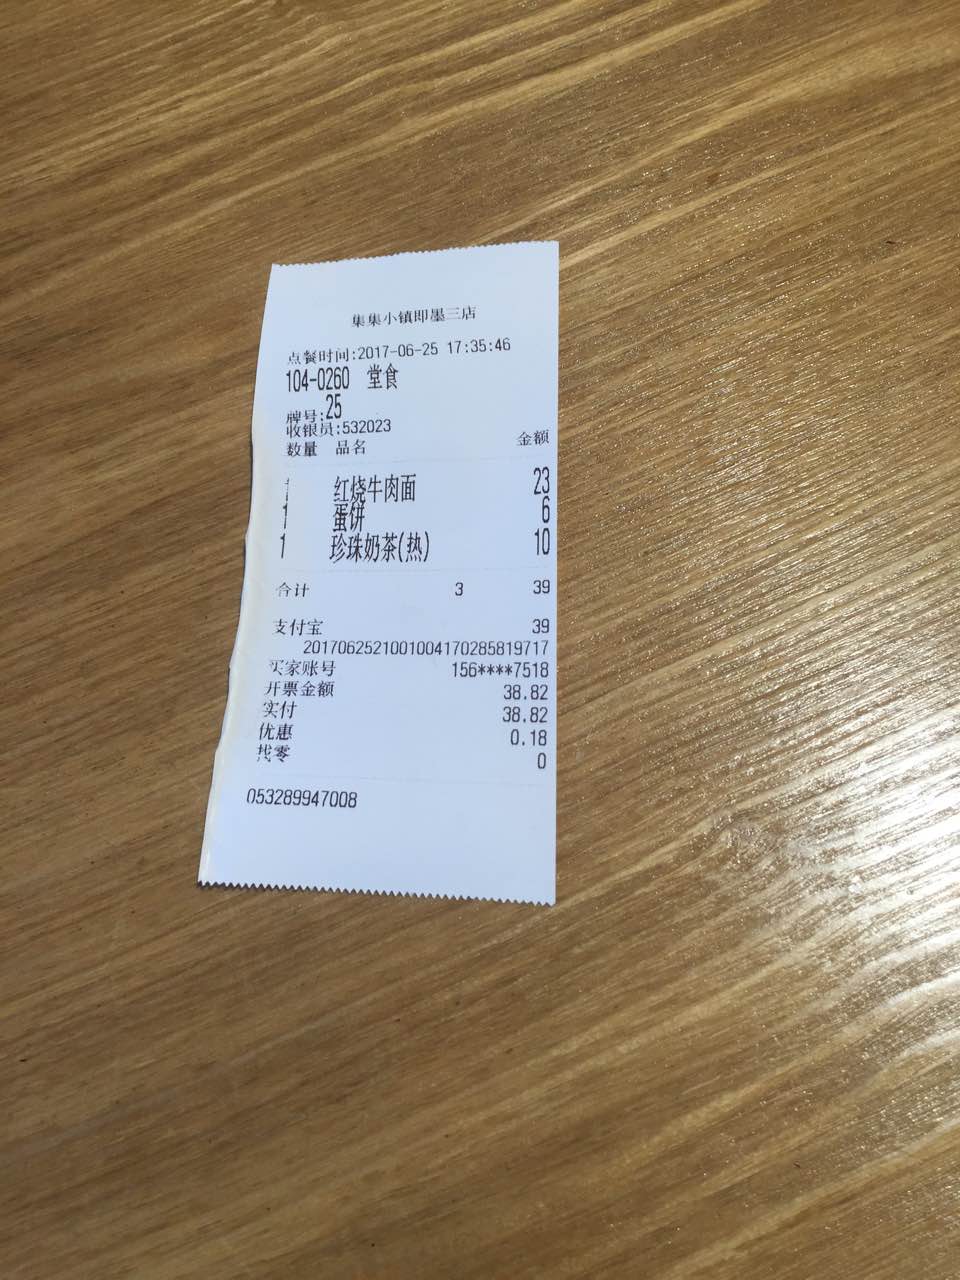 集集小镇即墨三店
点餐时间:2017-06-25 17:35:46
104-0260 堂食
牌号:25
收银员:532023
数量 品名 金额
1 红烧牛肉面 23
1 蛋饼 6
1 珍珠奶茶(热) 10
合计 3 39
支付宝 39
2017062521001004170285819717
买家账号 156****7518
开票金额 38.82
实付 38.82
优惠 0.18
找零 0
053289947008